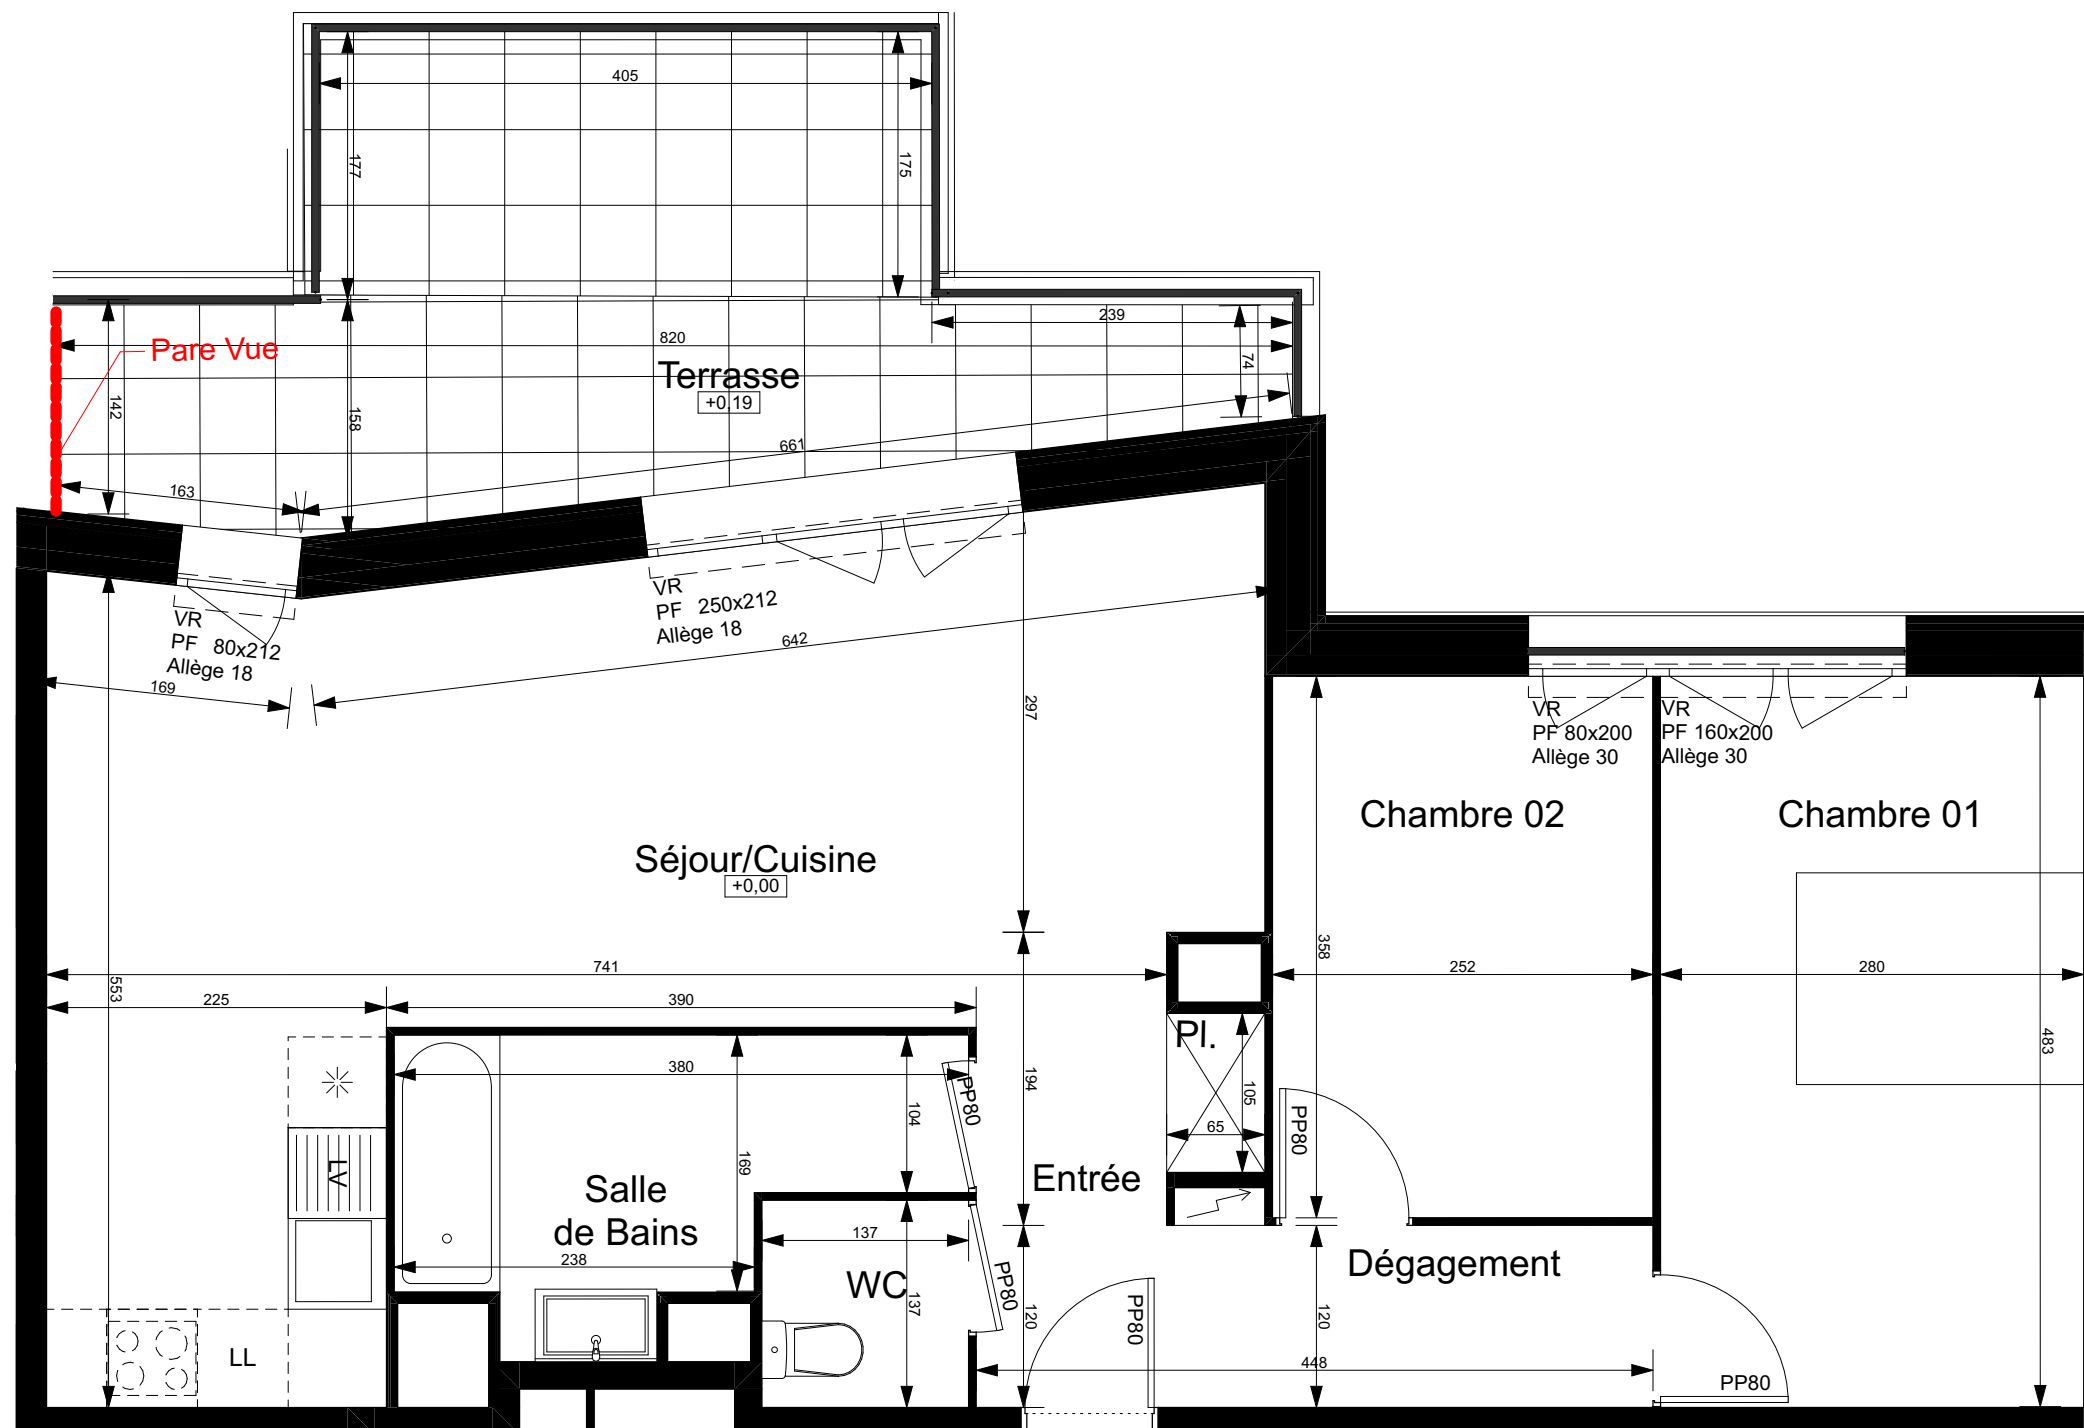 405
177
175
239
820
Pare Vue
Terrasse
+0,19
74
142
158
661
163
VR
PF 80x212
Allège 18
VR
PF 250x212
Allège 18
642
169
297
VR
PF 80x200
Allège 30
VR
PF 160x200
Allège 30
Chambre 02
Chambre 01
Séjour/Cuisine
+0,00
358
741
252
280
553
225
390
483
Pl.
380
PP80
194
105
104
65
PP80
169
LV
Salle
de Bains
Entrée
137
238
WC
137
PP80
Dégagement
120
PP80
120
LL
448
PP80